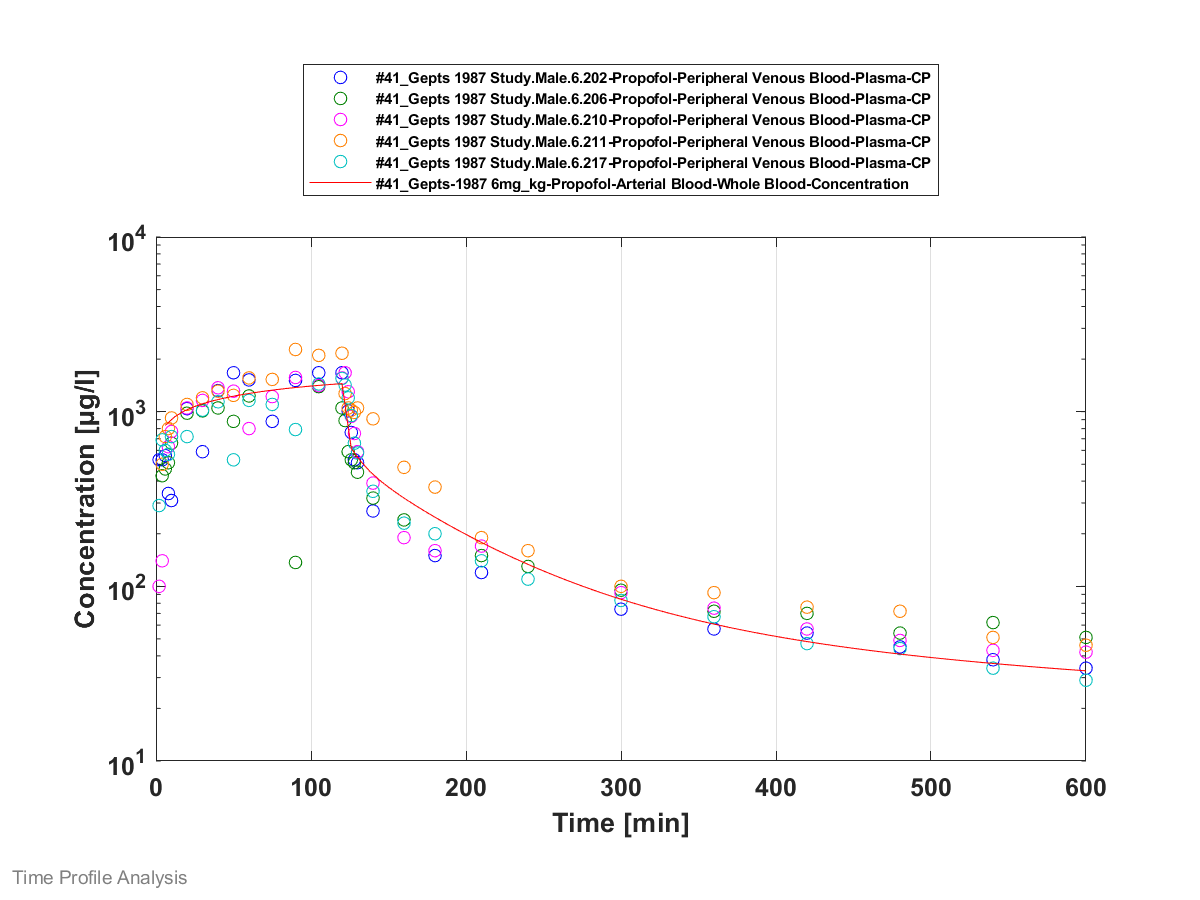 #41_Gepts 1987 Study.Male.6.202-Propofol-Peripheral Venous Blood-Plasma-CP
#41_Gepts 1987 Study.Male.6.206-Propofol-Peripheral Venous Blood-Plasma-CP
#41_Gepts 1987 Study.Male.6.210-Propofol-Peripheral Venous Blood-Plasma-CP
#41_Gepts 1987 Study.Male.6.211-Propofol-Peripheral Venous Blood-Plasma-CP
#41_Gepts 1987 Study.Male.6.217-Propofol-Peripheral Venous Blood-Plasma-CP
#41_Gepts-1987 6mg_kg-Propofol-Arterial Blood-Whole Blood-Concentration
Concentration [µg/l]
10^4
10^3
10^2
10^1
0 100 200 300 400 500 600
Time [min]
Time Profile Analysis